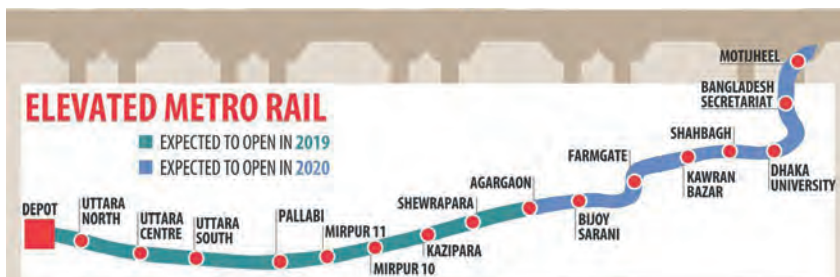 ELEVATED METRO RAIL
EXPECTED TO OPEN IN 2019
EXPECTED TO OPEN IN 2020
DEPOT
UTTARA
NORTH
UTTARA
CENTRE
UTTARA
SOUTH
PALLABI
MIRPUR 11
MIRPUR 10
KAZIPARA
SHEWRAPARA
AGARGAON
BIJOY
SARANI
FARMGATE
KAWRAN
BAZAR
SHAHBAGH
DHAKA
UNIVERSITY
BANGLADESH
SECRETARIAT
MOTIJHEEL